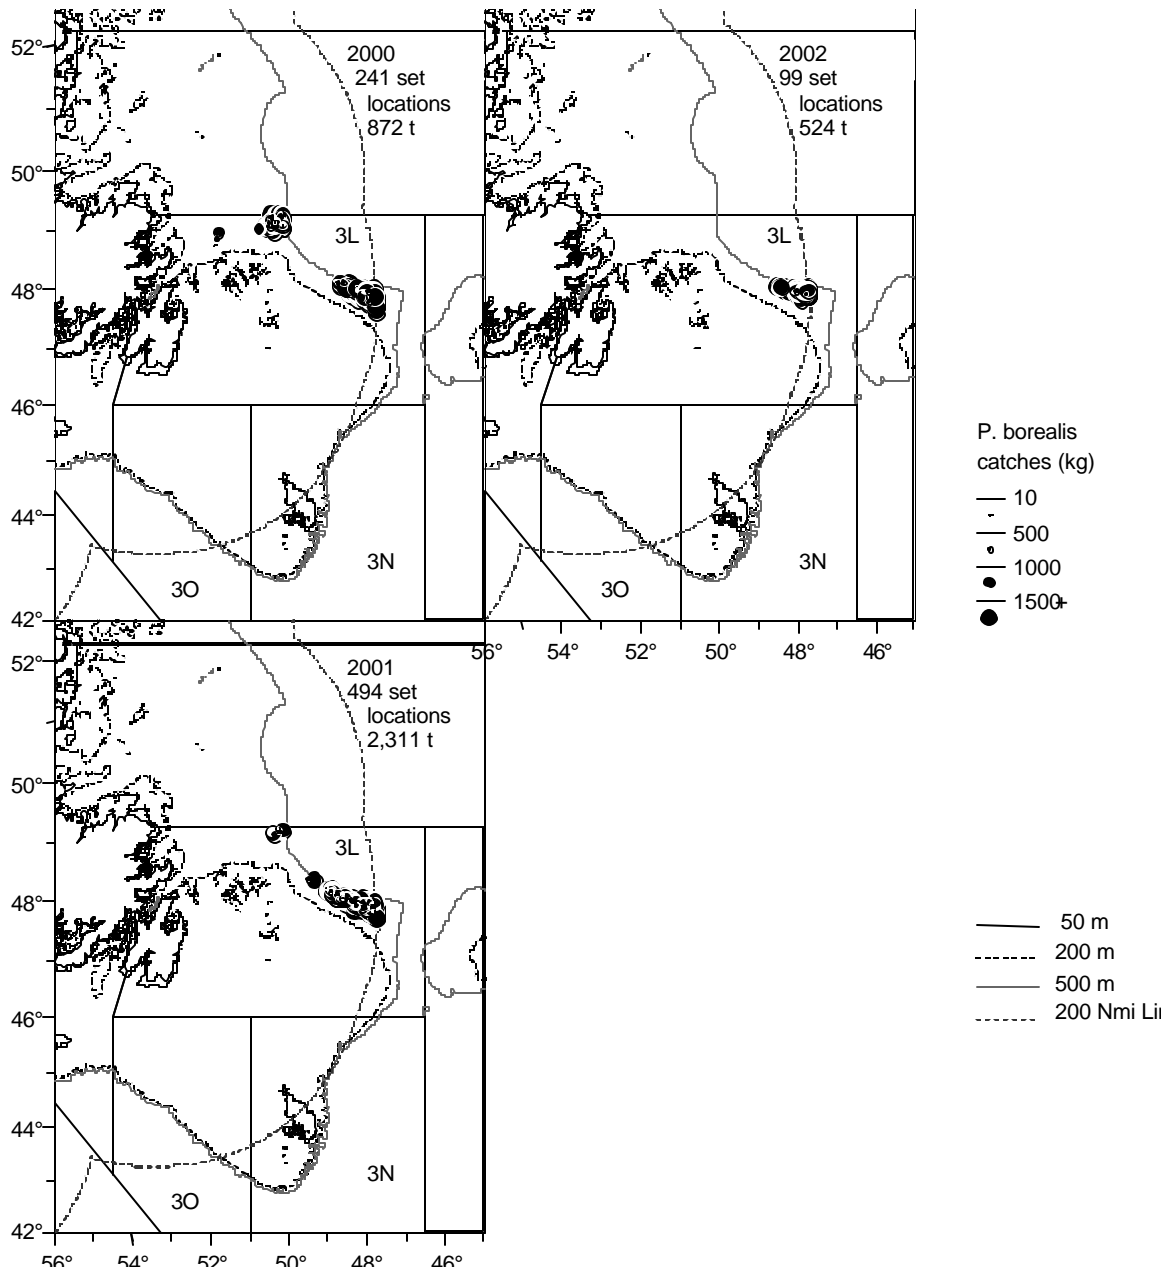 52°
50°
48°
46°
44°
42°
2000
241 set
locations
872 t
3L
3O
3N
2002
99 set
locations
524 t
3L
3N
56°
54°
52°
50°
48°
46°
P. borealis
catches (kg)
10
500
1000
1500+
52°
50°
48°
46°
44°
42°
2001
494 set
locations
2,311 t
3L
3O
3N
56°
54°
52°
50°
48°
46°
50 m
200 m
500 m
200 Nmi